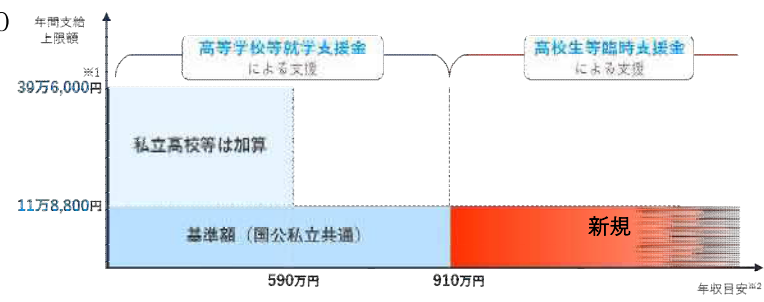 年間支給
上限額
高等学校等就学支援金
による支援
高校生等臨時支援金
による支援
※1
39万6,000円
私立高校等は加算
11万8,800円
基準額（国公私立共通）
新規
590万円
910万円
年収目安※2